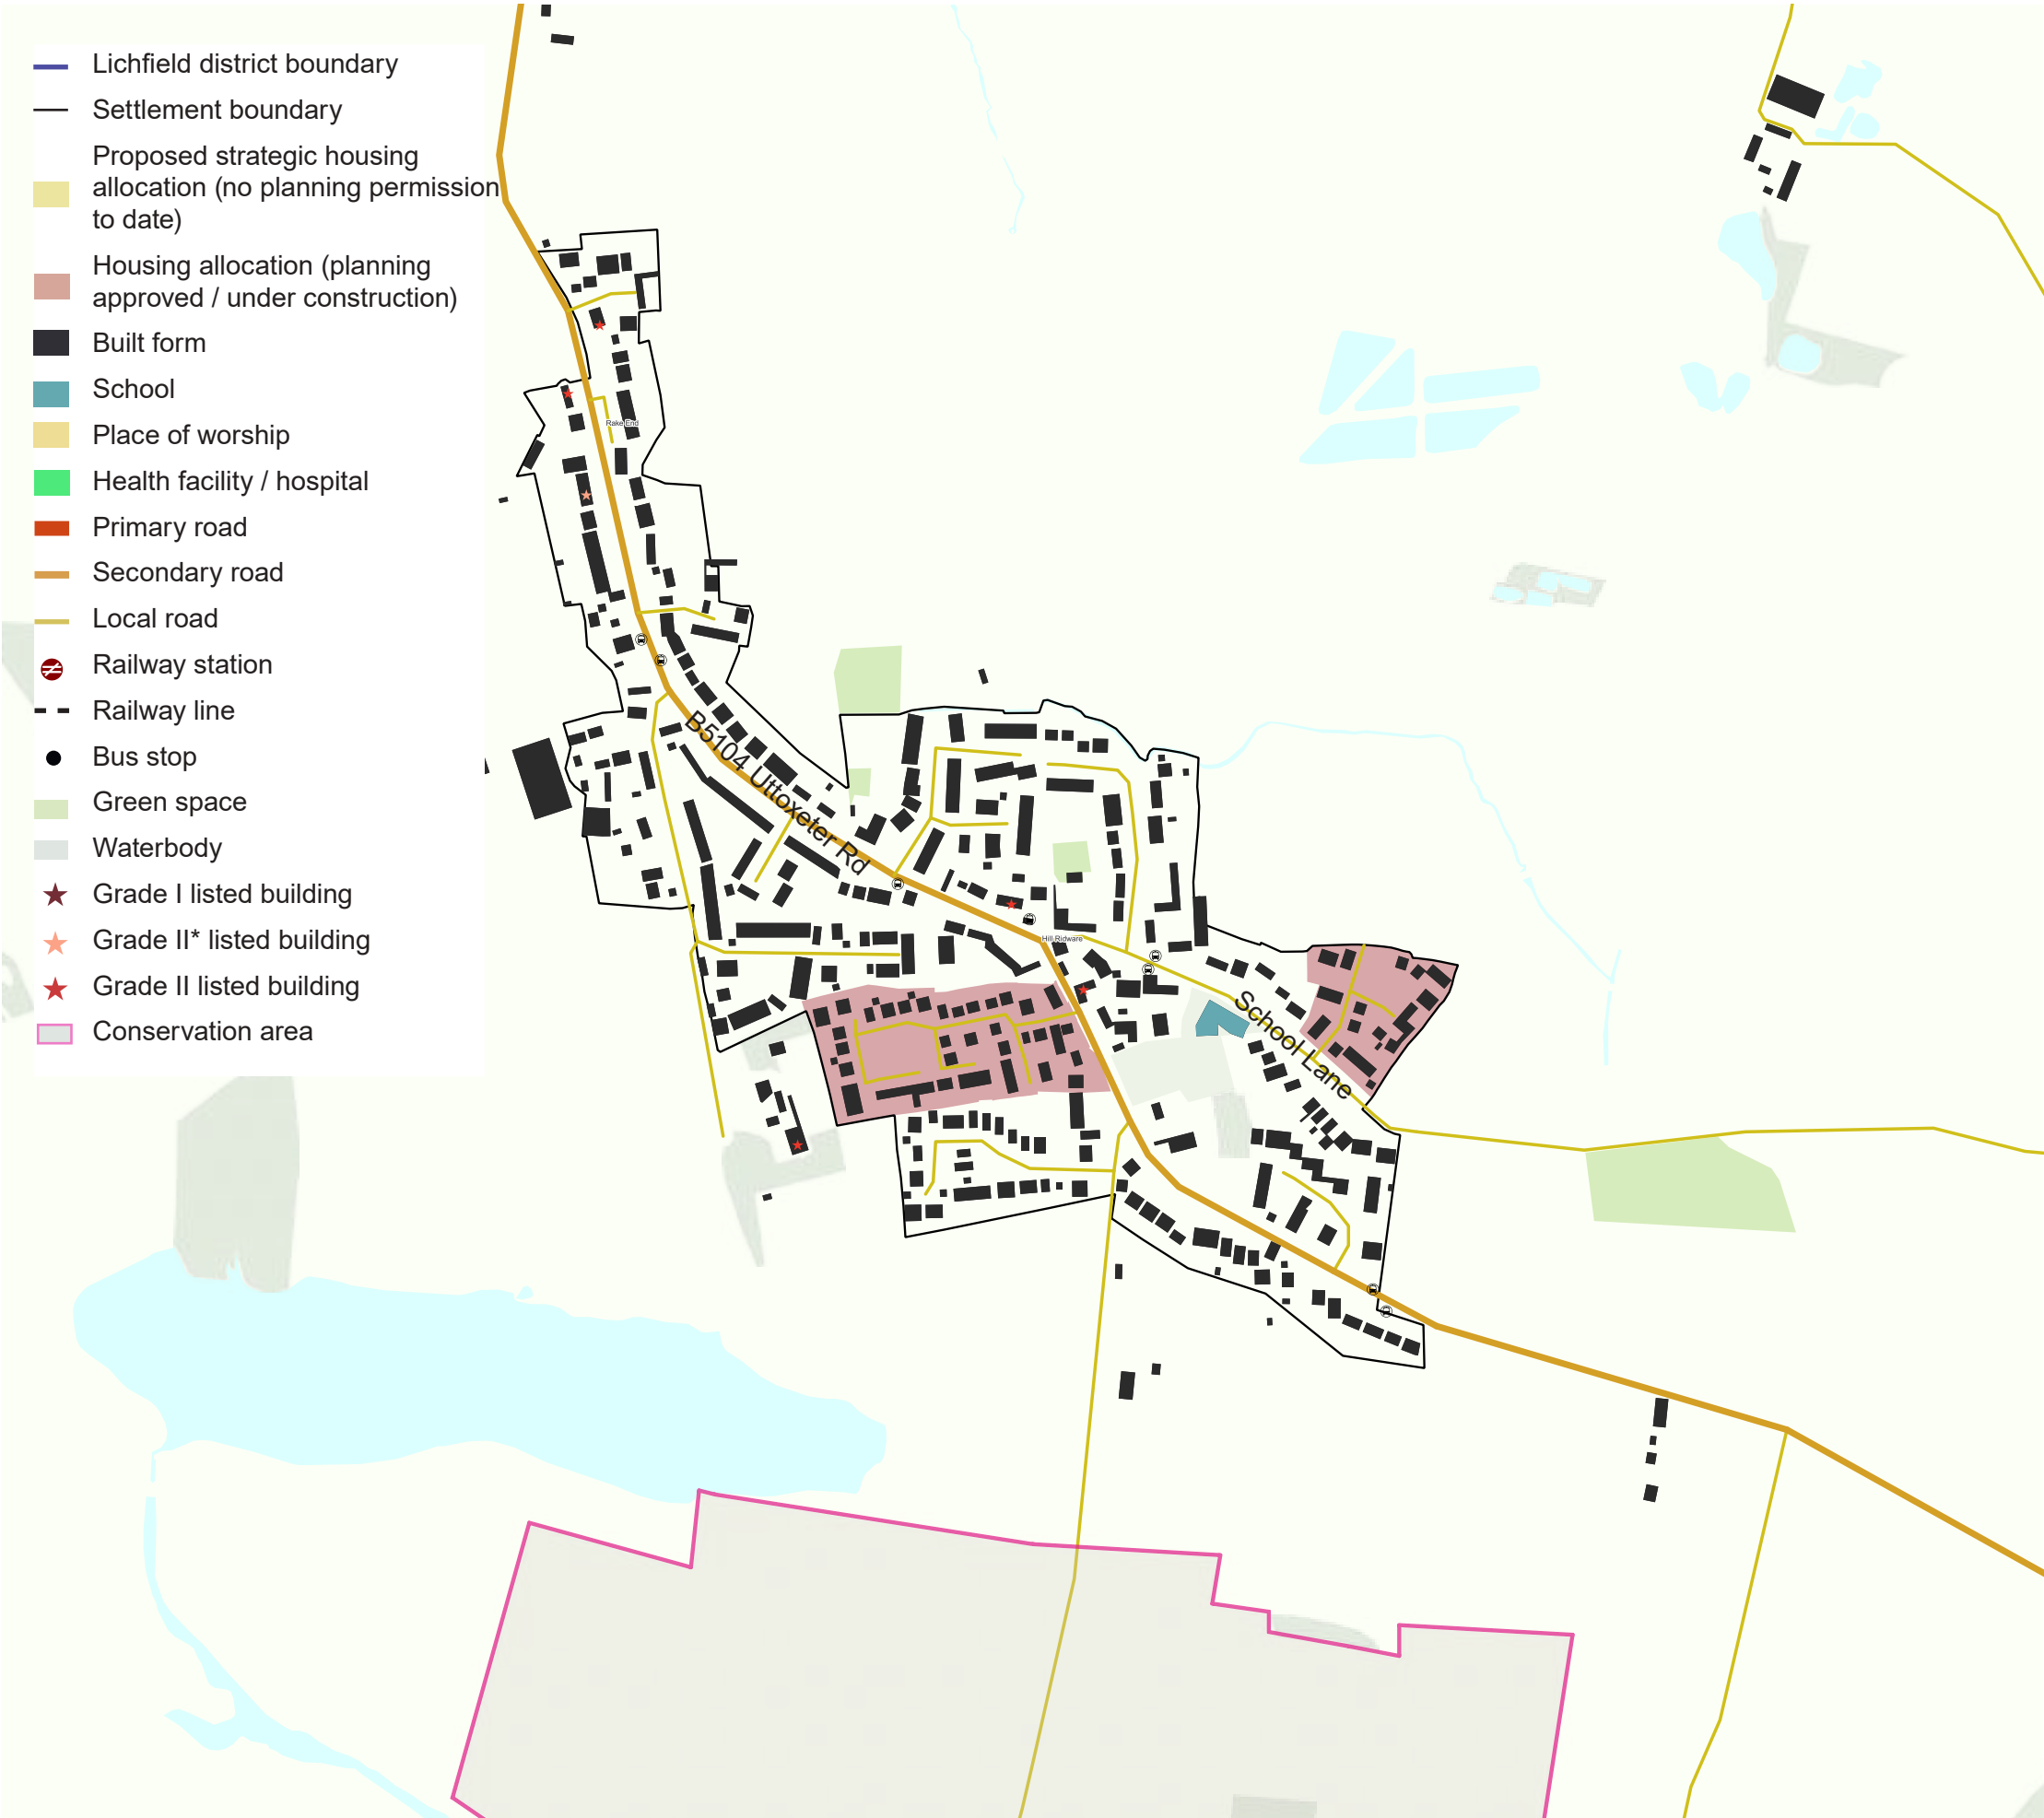 Lichfield district boundary
Settlement boundary
Proposed strategic housing
allocation (no planning permission
to date)
Housing allocation (planning
approved / under construction)
Built form
School
Place of worship
Health facility / hospital
Primary road
Secondary road
Local road
Railway station
Railway line
Bus stop
Green space
Waterbody
Grade I listed building
Grade II* listed building
Grade II listed building
Conservation area
Rake End
B5104 Uttoxeter Rd
Hill Ridware
School Lane